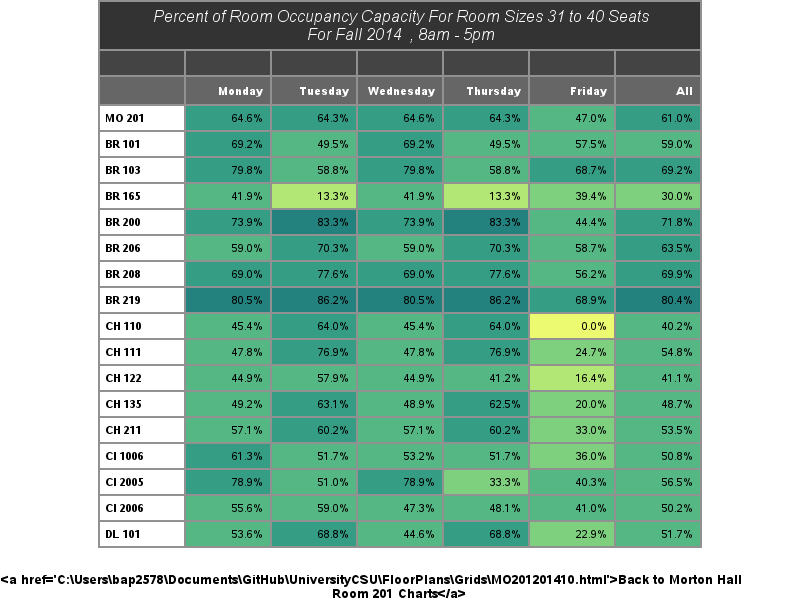 Percent of Room Occupancy Capacity For Room Sizes 31 to 40 Seats
For Fall 2014 , 8am - 5pm
Monday Tuesday Wednesday Thursday Friday All
MO 201 64.6% 64.3% 64.6% 64.3% 47.0% 61.0%
BR 101 69.2% 49.5% 69.2% 49.5% 57.5% 59.0%
BR 103 79.8% 58.8% 79.8% 58.8% 68.7% 69.2%
BR 165 41.9% 13.3% 41.9% 13.3% 39.4% 30.0%
BR 200 73.9% 83.3% 73.9% 83.3% 44.4% 71.8%
BR 206 59.0% 70.3% 59.0% 70.3% 58.7% 63.5%
BR 208 69.0% 77.6% 69.0% 77.6% 56.2% 69.9%
BR 219 80.5% 86.2% 80.5% 86.2% 68.9% 80.4%
CH 110 45.4% 64.0% 45.4% 64.0% 0.0% 40.2%
CH 111 47.8% 76.9% 47.8% 76.9% 24.7% 54.8%
CH 122 44.9% 57.9% 44.9% 41.2% 16.4% 41.1%
CH 135 49.2% 63.1% 48.9% 62.5% 20.0% 48.7%
CH 211 57.1% 60.2% 57.1% 60.2% 33.0% 53.5%
CI 1006 61.3% 51.7% 53.2% 51.7% 36.0% 50.8%
CI 2005 78.9% 51.0% 78.9% 33.3% 40.3% 56.5%
CI 2006 55.6% 59.0% 47.3% 48.1% 41.0% 50.2%
DL 101 53.6% 68.8% 44.6% 68.8% 22.9% 51.7%
<a href='C:\Users\bap2578\Documents\GitHub\UniversityCSU\FloorPlans\Grids\MO201201410.html'>Back to Morton Hall
Room 201 Charts</a>